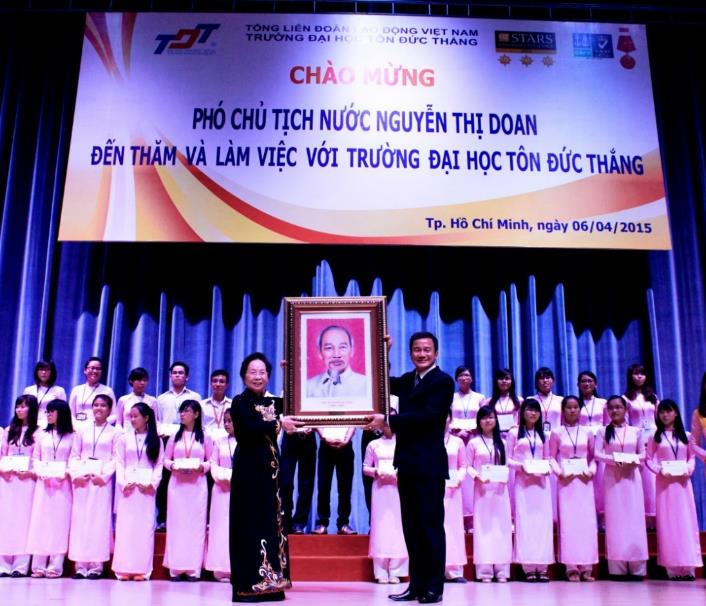 TỔNG LIÊN ĐOÀN LAO ĐỘNG VIỆT NAM
TRƯỜNG ĐẠI HỌC TÔN ĐỨC THẮNG
TDT
STARS
CHÀO MỪNG
PHÓ CHỦ TỊCH NƯỚC NGUYỄN THỊ DOAN
ĐẾN THĂM VÀ LÀM VIỆC VỚI TRƯỜNG ĐẠI HỌC TÔN ĐỨC THẮNG
Tp. Hồ Chí Minh, ngày 06/04/2015